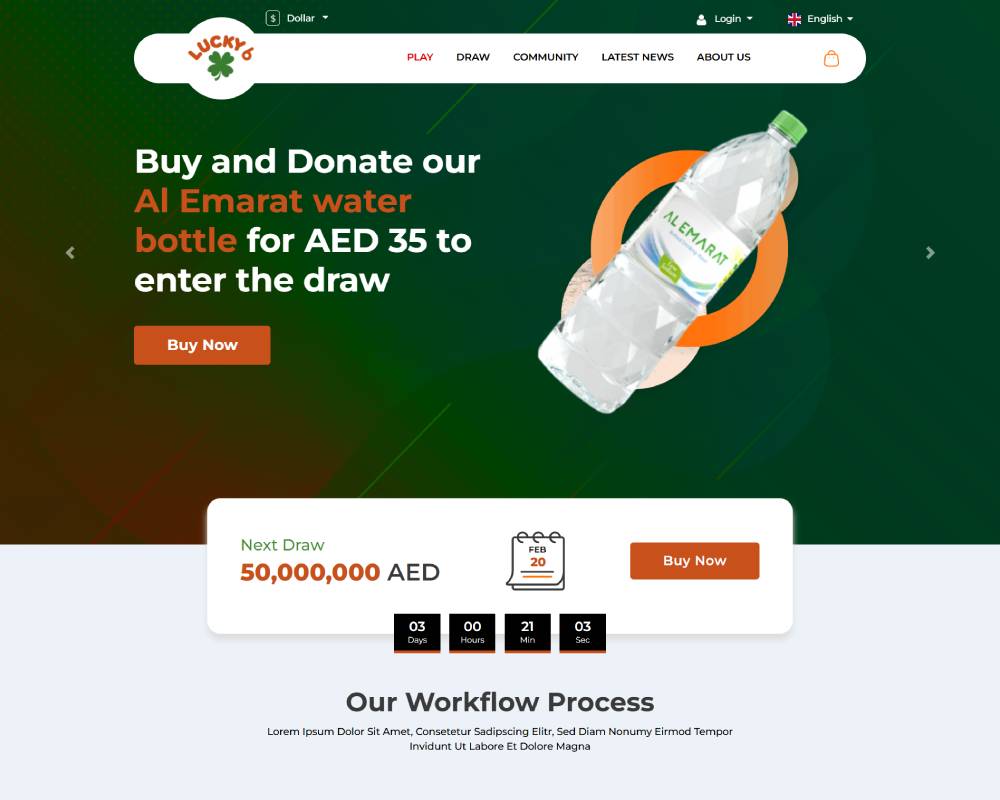 $ Dollar
Login
English
LUCKY 6
PLAY DRAW COMMUNITY LATEST NEWS ABOUT US
Buy and Donate our
Al Emarat water
bottle for AED 35 to
enter the draw
Buy Now
AL EMARAT
Next Draw
50,000,000 AED
FEB
20
Buy Now
03 00 21 03
Days Hours Min Sec
Our Workflow Process
Lorem Ipsum Dolor Sit Amet, Consetetur Sadipscing Elitr, Sed Diam Nonumy Eirmod Tempor
Invidunt Ut Labore Et Dolore Magna